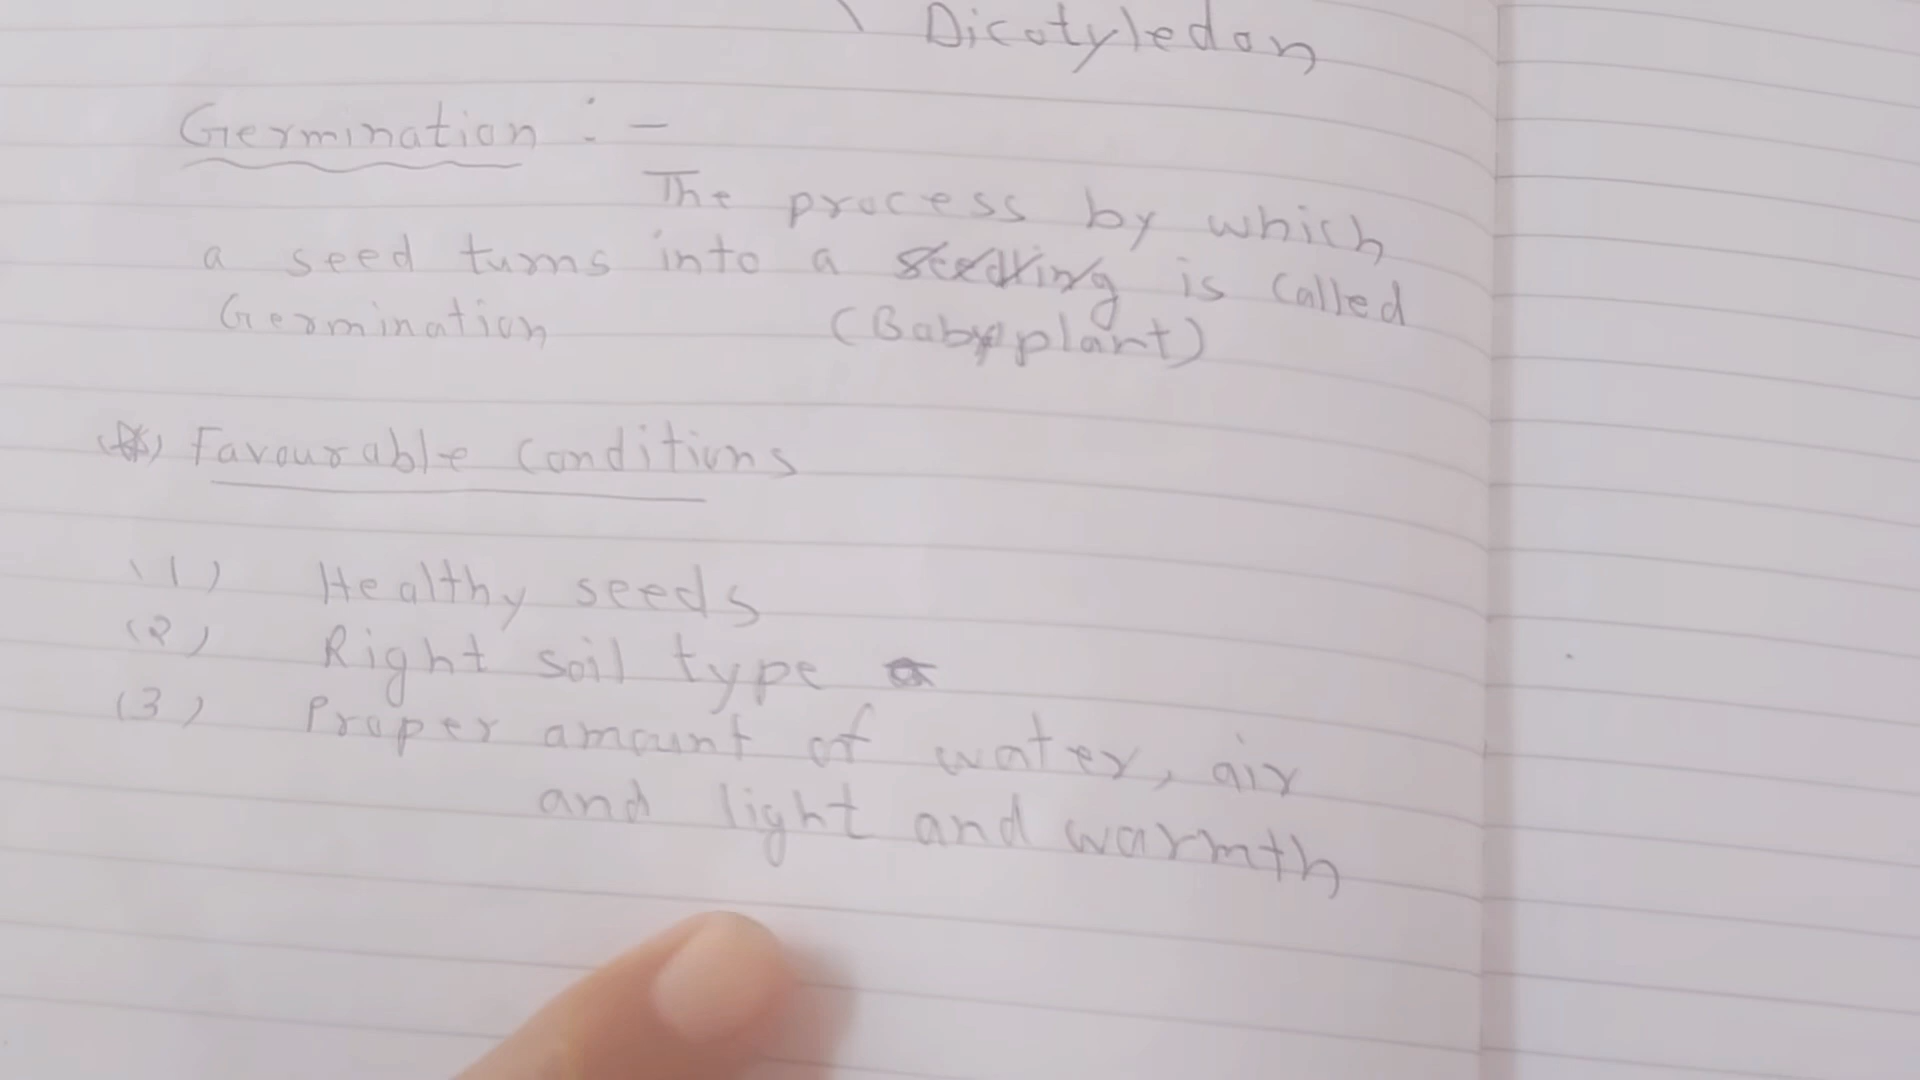 Dicotyledon
Germination :-
The process by which
a seed turns into a seedling is called
Germination (Baby plant)
Favourable conditions
(1) Healthy seeds
(2) Right soil type
(3) Proper amount of water, air
and light and warmth